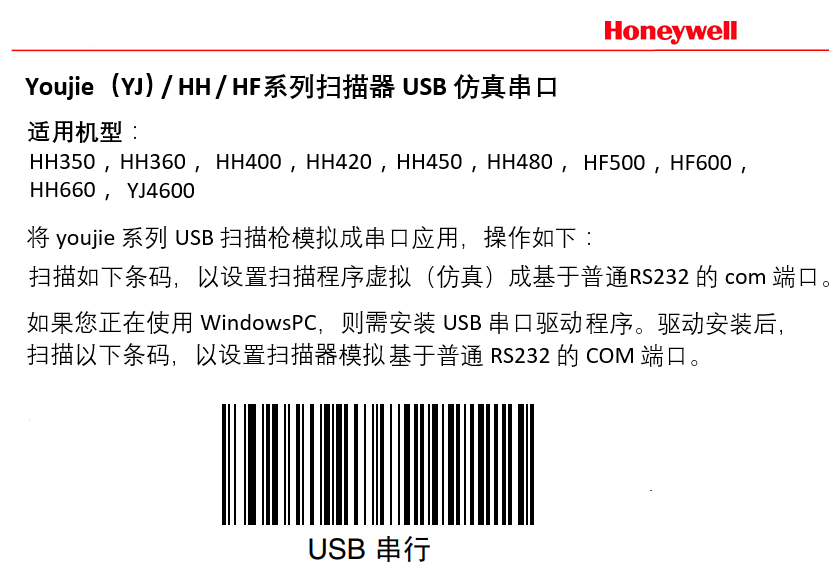 Honeywell
Youjie（YJ）/ HH / HF系列扫描器 USB 仿真串口
适用机型：
HH350，HH360，HH400，HH420，HH450，HH480，HF500，HF600，
HH660，YJ4600
将 youjie 系列 USB 扫描枪模拟成串口应用，操作如下：
扫描如下条码，以设置扫描程序虚拟（仿真）成基于普通RS232 的 com 端口。
如果您正在使用 WindowsPC，则需安装 USB 串口驱动程序。驱动安装后，
扫描以下条码，以设置扫描器模拟基于普通 RS232 的 COM 端口。
USB 串行